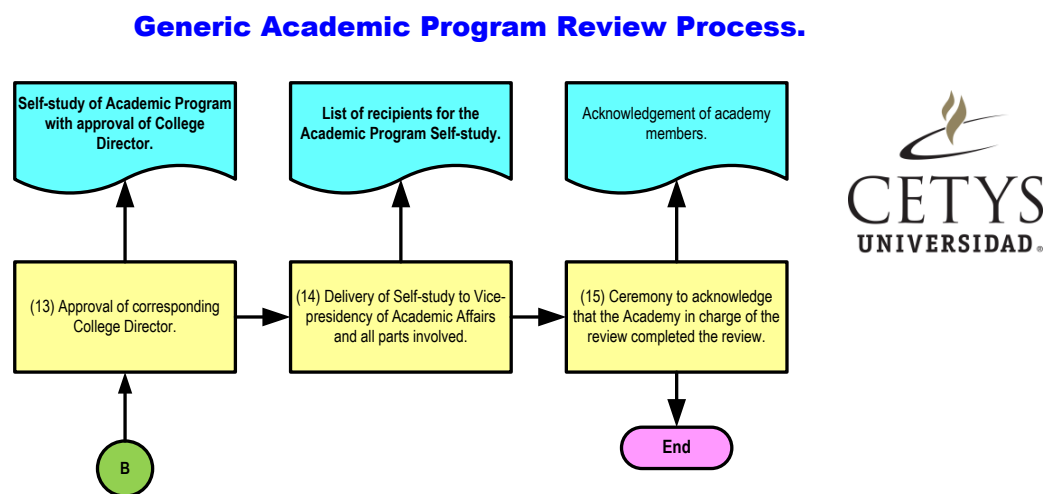 Generic Academic Program Review Process.
Self-study of Academic Program
with approval of College
Director.
List of recipients for the
Academic Program Self-study.
Acknowledgement of academy
members.
CETYS
UNIVERSIDAD®
(13) Approval of corresponding
College Director.
(14) Delivery of Self-study to Vice-
presidency of Academic Affairs
and all parts involved.
(15) Ceremony to acknowledge
that the Academy in charge of the
review completed the review.
B
End